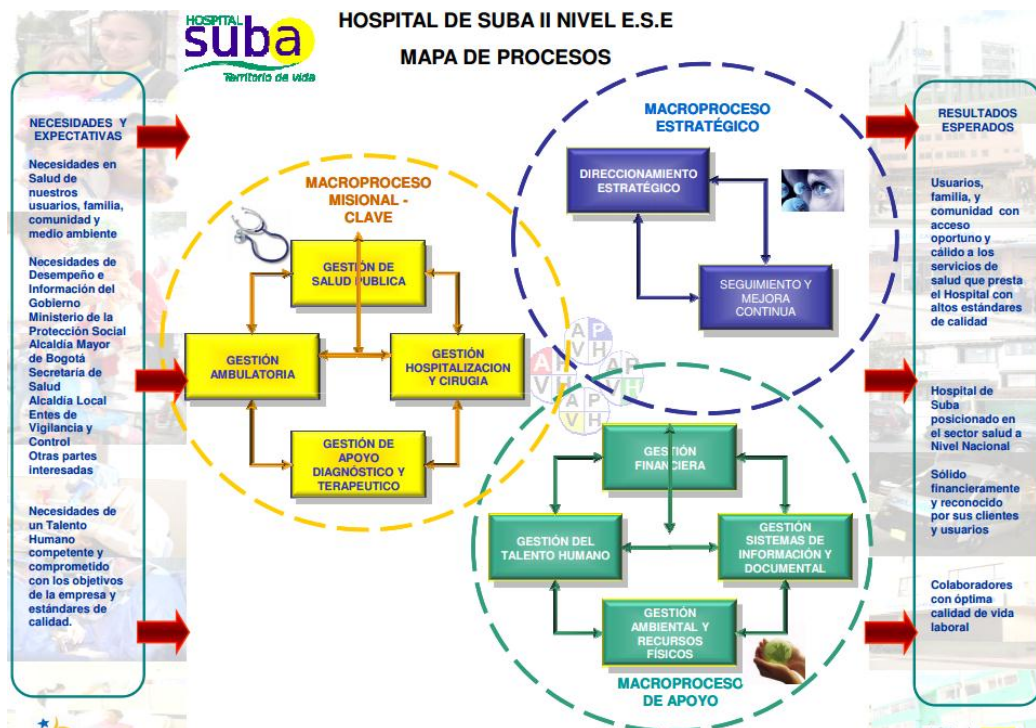 HOSPITAL DE SUBA II NIVEL E.S.E
MAPA DE PROCESOS
HOSPITAL
suba
Territorio de vida
NECESIDADES Y
EXPECTATIVAS
Necesidades en
Salud de
nuestros
usuarios, familia,
comunidad y
medio ambiente
Necesidades de
Desempeño e
Información del
Gobierno
Ministerio de la
Protección Social
Alcaldía Mayor
de Bogotá
Secretaría de
Salud
Alcaldía Local
Entes de
Vigilancia y
Control
Otras partes
interesadas
Necesidades de
un Talento
Humano
competente y
comprometido
con los objetivos
de la empresa y
estándares de
calidad.
MACROPROCESO
MISIONAL -
CLAVE
GESTIÓN DE
SALUD PUBLICA
GESTIÓN
AMBULATORIA
GESTIÓN
HOSPITALIZACION
Y CIRUGIA
GESTIÓN DE
APOYO
DIAGNÓSTICO Y
TERAPEUTICO
MACROPROCESO
ESTRATÉGICO
DIRECCIONAMIENTO
ESTRATÉGICO
SEGUIMIENTO Y
MEJORA
CONTINUA
A P
V H
A H
V H
A P
V H
A P
V H
GESTIÓN
FINANCIERA
GESTIÓN DEL
TALENTO HUMANO
GESTIÓN
SISTEMAS DE
INFORMACIÓN Y
DOCUMENTAL
GESTIÓN
AMBIENTAL Y
RECURSOS
FÍSICOS
MACROPROCESO
DE APOYO
RESULTADOS
ESPERADOS
Usuarios,
familia, y
comunidad con
acceso
oportuno y
cálido a los
servicios de
salud que presta
el Hospital con
altos estándares
de calidad
Hospital de
Suba
posicionado en
el sector salud a
Nivel Nacional
Sólido
financieramente
y reconocido
por sus clientes
y usuarios
Colaboradores
con óptima
calidad de vida
laboral